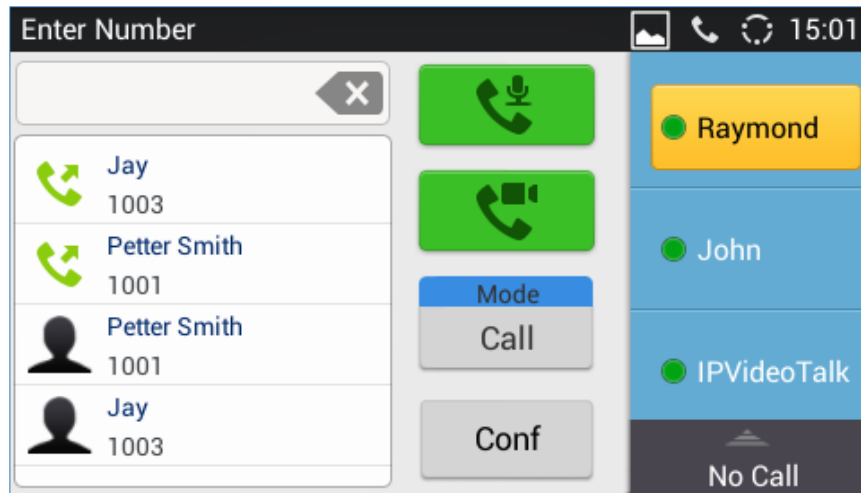 Enter Number
15:01
Jay
1003
Petter Smith
1001
Petter Smith
1001
Jay
1003
Mode
Call
Conf
Raymond
John
IPVideoTalk
No Call